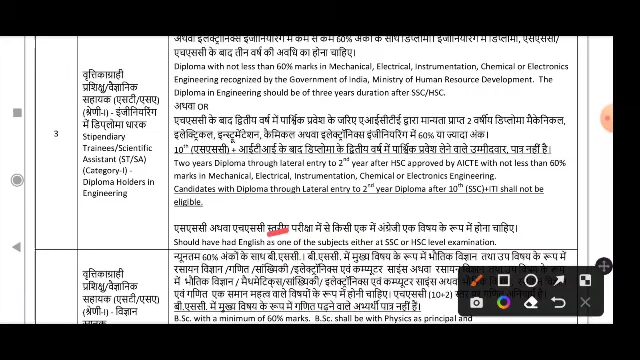 अथवा इलेक्ट्रॉनिक्स इंजीनियरिंग में कम से कम 60% अंकों के साथ डिप्लोमा। इंजीनियरिंग में डिप्लोमा, एसएससी/
एचएससी के बाद तीन वर्ष की अवधि का होना चाहिए।
Diploma with not less than 60% marks in Mechanical, Electrical, Instrumentation, Chemical or Electronics
Engineering recognized by the Government of India, Ministry of Human Resource Development. The
Diploma in Engineering should be of three years duration after SSC/HSC.
अथवा OR
एचएससी के बाद द्वितीय वर्ष में पार्श्विक प्रवेश के जरिए एआईसीटीई द्वारा मान्यता प्राप्त 2 वर्षीय डिप्लोमा मैकेनिकल,
इलेक्ट्रिकल, इन्स्ट्रूमेंटेशन, कैमिकल अथवा इलेक्ट्रॉनिक्स इंजीनियरिंग में 60% या ज्यादा अंक।
10th (एसएससी) + आईटीआई के बाद डिप्लोमा के द्वितीय वर्ष में पार्श्विक प्रवेश लेने वाले उम्मीदवार, पात्र नहीं है।
Two years Diploma through lateral entry to 2nd year after HSC approved by AICTE with not less than 60%
marks in Mechanical, Electrical, Instrumentation, Chemical or Electronics Engineering.
Candidates with Diploma through Lateral entry to 2nd year Diploma after 10th (SSC)+ITI shall not be
eligible.
एसएससी अथवा एचएससी स्तरीय परीक्षा में से किसी एक में अंग्रेजी एक विषय के रूप में होना चाहिए।
Should have had English as one of the subjects either at SSC or HSC level examination.
3
वृत्तिकाग्राही
प्रशिक्षु/वैज्ञानिक
सहायक (एसटी/एसए)
(श्रेणी-I) - इंजीनियरिंग
में डिप्लोमा धारक
Stipendiary
Trainees/Scientific
Assistant (ST/SA)
(Category-I) -
Diploma Holders in
Engineering
वृत्तिकाग्राही
प्रशिक्षु/वैज्ञानिक
सहायक (एसटी/एसए)
(श्रेणी-I) - विज्ञान
स्नातक
न्यूनतम 60% अंकों के साथ बी.एससी.। बी.एससी. में मुख्य विषय के रूप में भौतिक विज्ञान तथा उप विषय के रूप में
रसायन विज्ञान /गणित /सांख्यिकी /इलेक्ट्रॉनिक्स एवं कम्प्यूटर साइंस अथवा रसायन विज्ञान तथा उप विषय के रूप
में भौतिक विज्ञान / मैथमेटिक्स/सांख्यिकी / इलेक्ट्रॉनिक्स एवं कम्प्यूटर साइंस अथवा
एवं गणित एक समान महत्व वाले विषयों के रूप में होनी चाहिए। एचएससी (10+2) स्तर पर गणित
बी.एससी. में मुख्य विषय के रूप में गणित पढ़ने वाले अभ्यर्थी पात्र नहीं हैं।
B.Sc. with a minimum of 60% marks. B.Sc. shall be with Physics as principal and